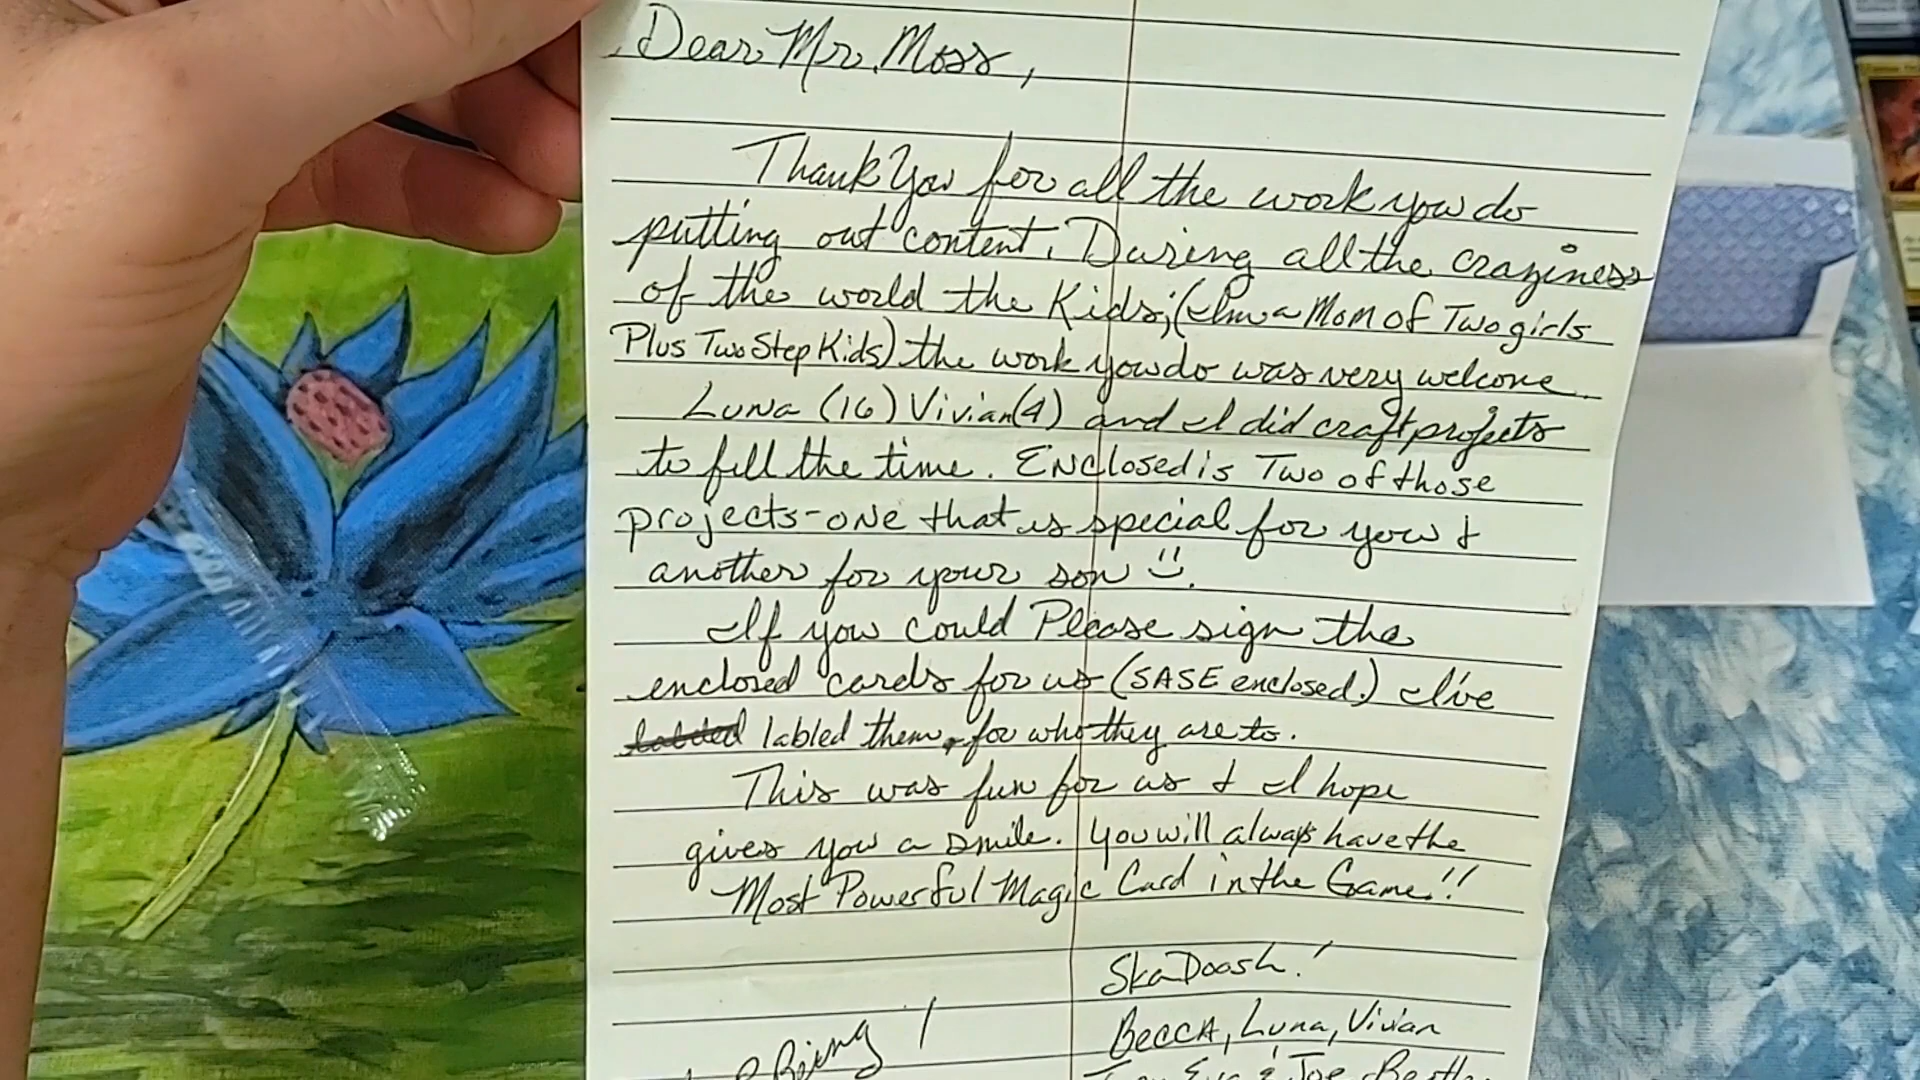 Dear Mr. Moss,
Thank You for all the work you do
putting out content. During all the craziness
of the world the Kids; (I'm a Mom of Two girls
Plus Two Step Kids) the work you do was very welcome.
Luna (16) Vivian (4) and I did craft projects
to fill the time. Enclosed is Two of those
projects - one that is special for you &
another for your son :).
If you could Please sign the
enclosed cards for us (SASE enclosed.) I've
labled them, for who they are to.
This was fun for us & I hope
gives you a smile. You will always have the
Most Powerful Magic Card in the Game!!
SkaDoosh!
Becca, Luna, Vivian
Being!
& Joe